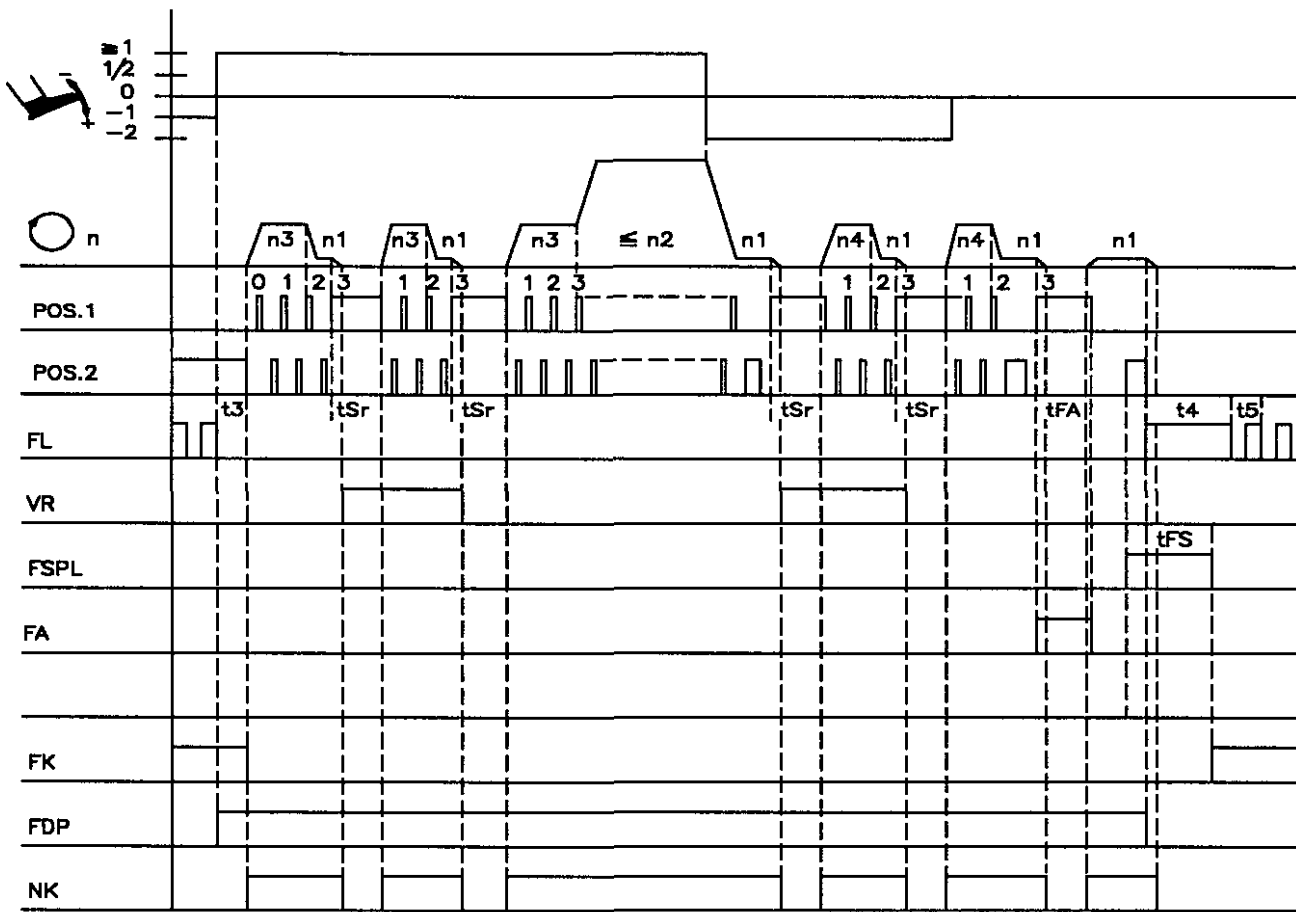 ≧ 1
1/2
0
−1
−2
−
+
n
n3 n1 n3 n1 n3 ≦ n2 n1 n4 n1 n4 n1 n1
0 1 2 3 1 2 3 1 2 3 1 2 3 1 2 3
POS.1
POS.2
t3 tSr tSr tSr tSr tFA t4 t5
FL
VR
tFS
FSPL
FA
FK
FDP
NK